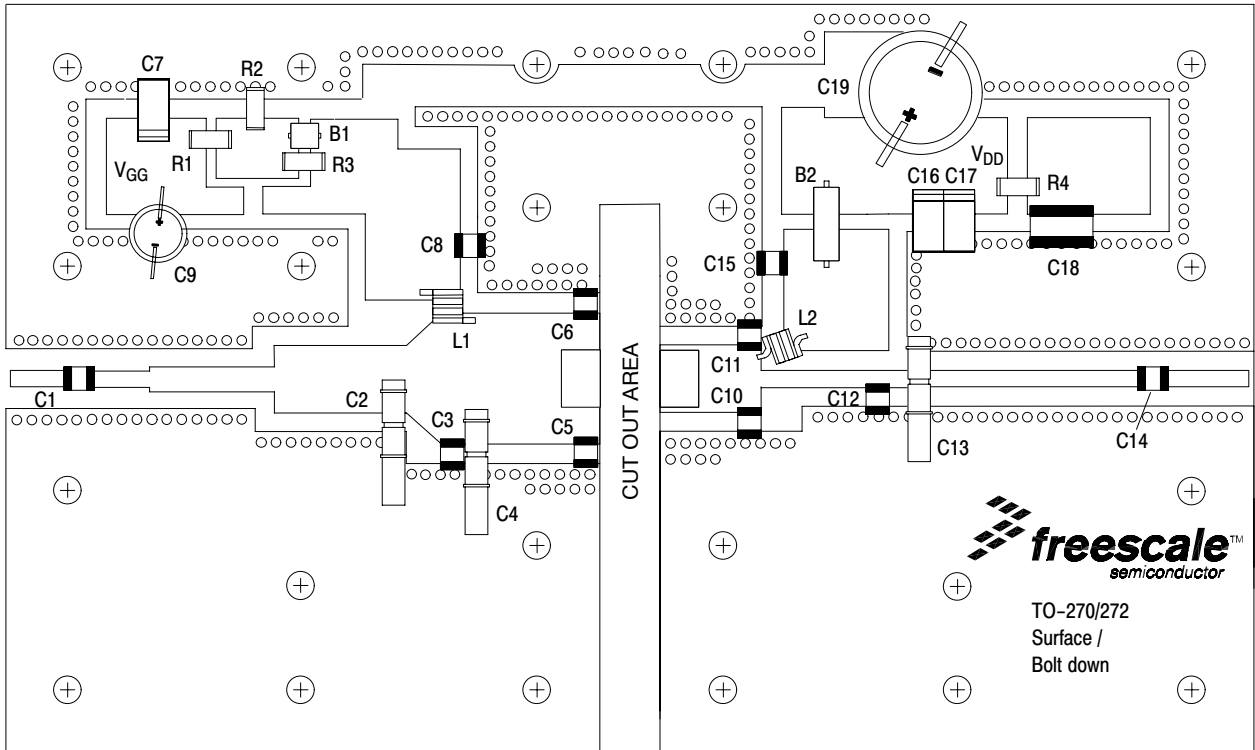 C7
R2
C19
B1
R1
R3
V_GG
V_DD
B2
C16 C17
R4
C8
C9
C15
C18
C6
L1
L2
C11
C1
C2
C3
C5
C10
C12
C14
C13
C4
CUT OUT AREA
freescale™
semiconductor
TO-270/272
Surface /
Bolt down